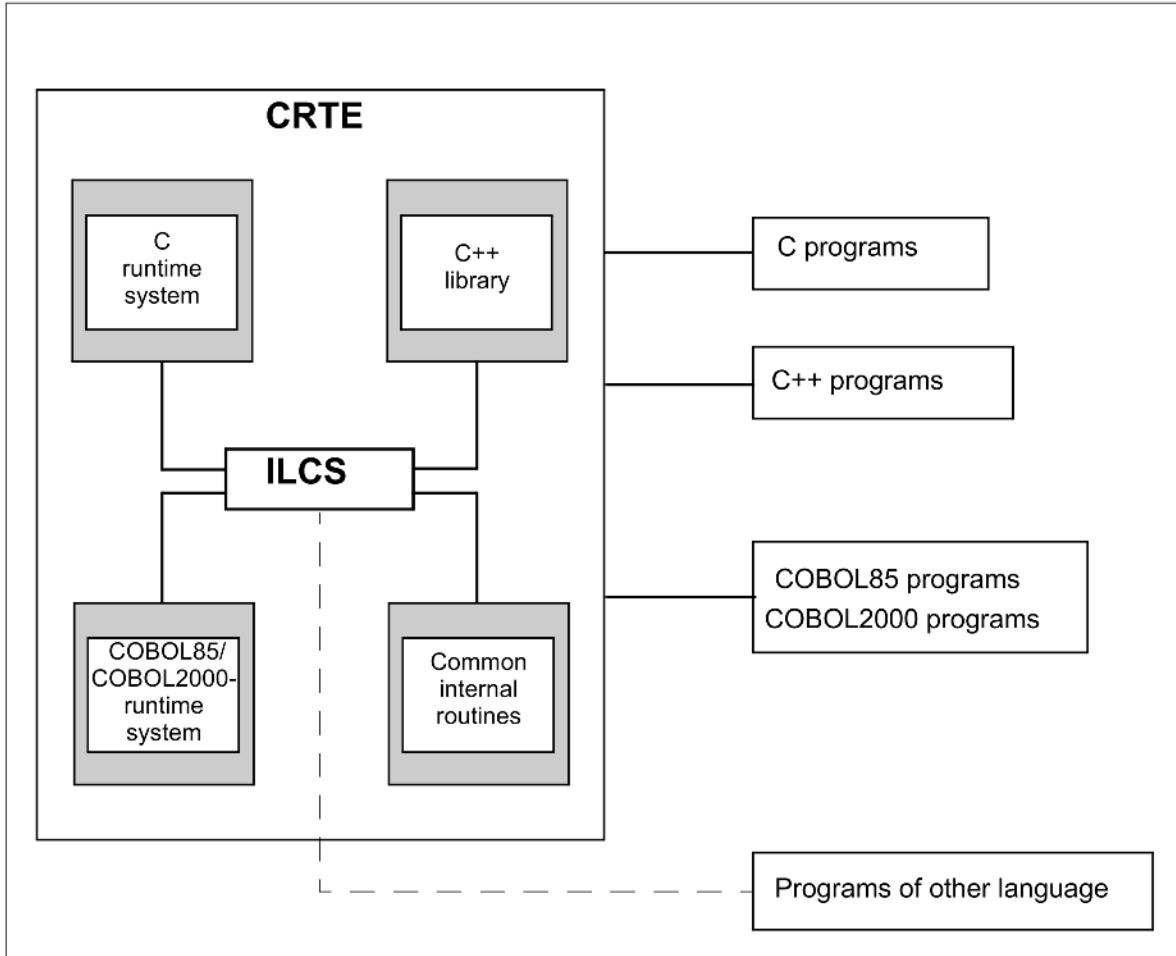 CRTE
C
runtime
system
C++
library
C programs
C++ programs
ILCS
COBOL85/
COBOL2000-
runtime
system
Common
internal
routines
COBOL85 programs
COBOL2000 programs
Programs of other language